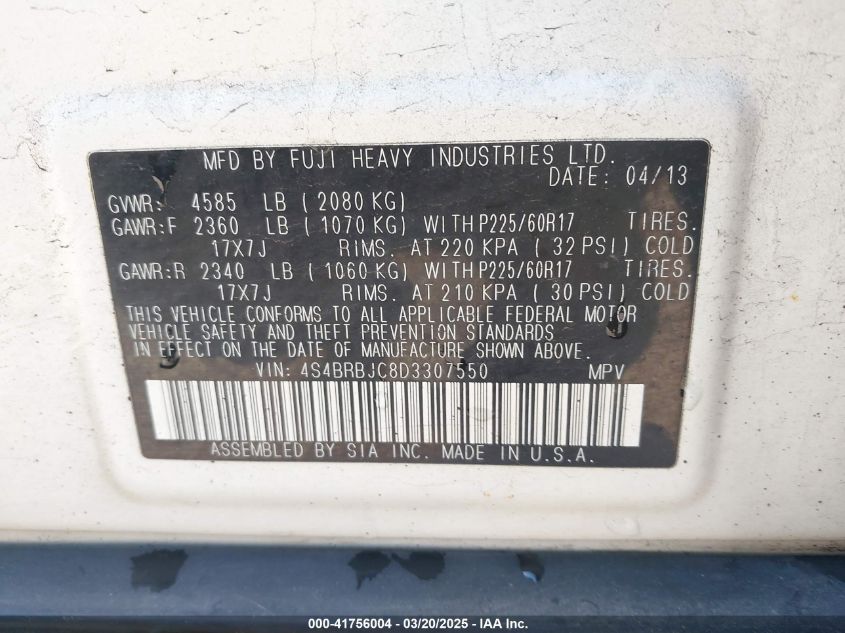 MFD BY FUJI HEAVY INDUSTRIES LTD.
DATE: 04/13
GVWR: 4585 LB ( 2080 KG)
GAWR:F 2360 LB ( 1070 KG) WITH P225/60R17 TIRES.
17X7J RIMS. AT 220 KPA ( 32 PSI) COLD
GAWR:R 2340 LB ( 1060 KG) WITH P225/60R17 TIRES.
17X7J RIMS. AT 210 KPA ( 30 PSI) COLD
THIS VEHICLE CONFORMS TO ALL APPLICABLE FEDERAL MOTOR
VEHICLE SAFETY AND THEFT PREVENTION STANDARDS
IN EFFECT ON THE DATE OF MANUFACTURE SHOWN ABOVE.
VIN: 4S4BRBJC8D3307550 MPV
ASSEMBLED BY SIA INC. MADE IN U.S.A.
000-41756004 / 03/20/2025 - IAA Inc.